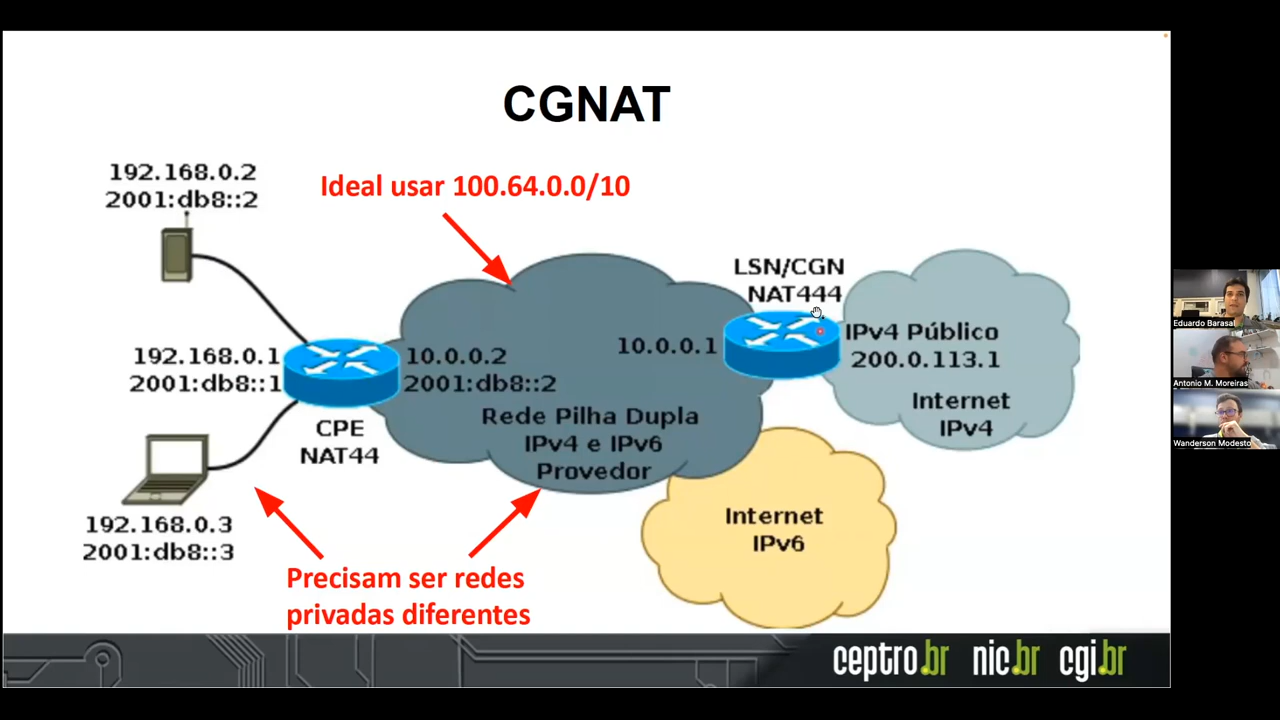 CGNAT
192.168.0.2
2001:db8::2
Ideal usar 100.64.0.0/10
LSN/CGN
NAT444
192.168.0.1
2001:db8::1
10.0.0.2
2001:db8::2
10.0.0.1
IPv4 Público
200.0.113.1
Internet
IPv4
CPE
NAT44
Rede Pilha Dupla
IPv4 e IPv6
Provedor
192.168.0.3
2001:db8::3
Internet
IPv6
Precisam ser redes
privadas diferentes
ceptro.br nic.br cgi.br
Eduardo Barasal
Antonio M. Moreiras
Wanderson Modesto